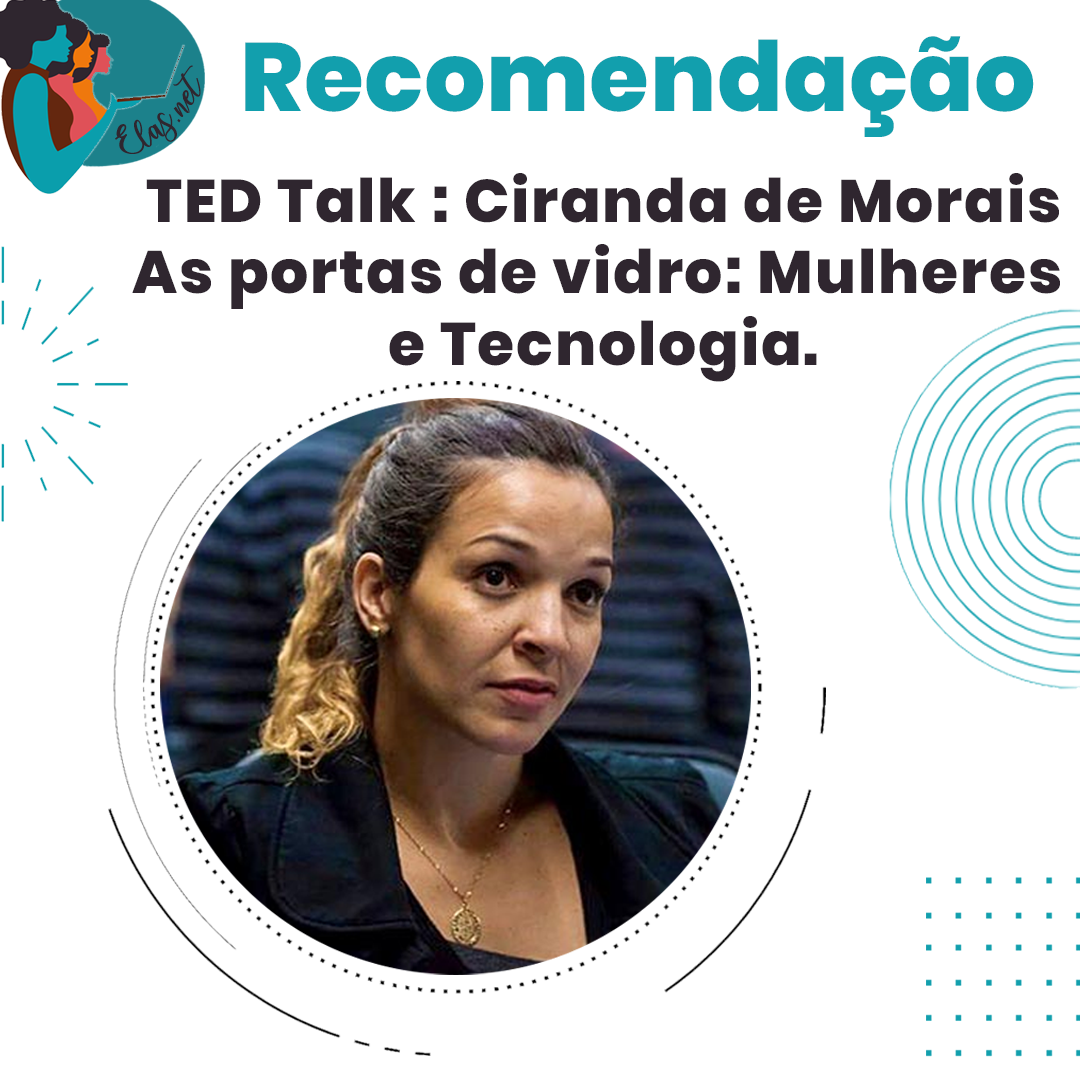 Elas.net
Recomendação
TED Talk : Ciranda de Morais
As portas de vidro: Mulheres
e Tecnologia.